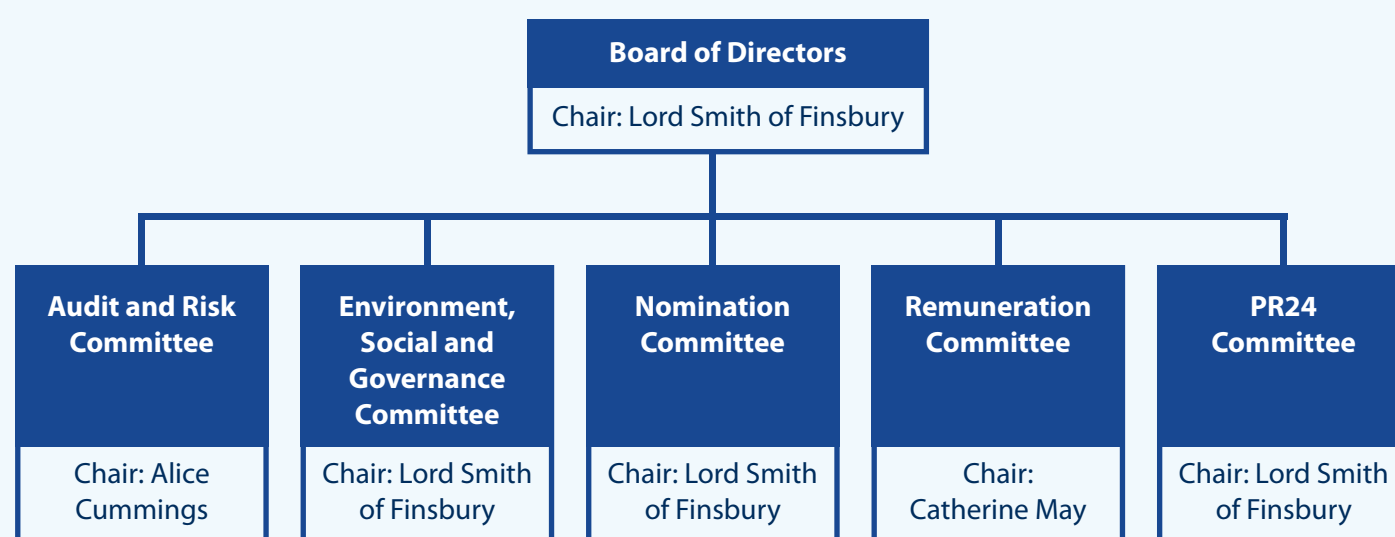 Board of Directors
Chair: Lord Smith of Finsbury
Audit and Risk
Committee
Chair: Alice
Cummings
Environment,
Social and
Governance
Committee
Chair: Lord Smith
of Finsbury
Nomination
Committee
Chair: Lord Smith
of Finsbury
Remuneration
Committee
Chair:
Catherine May
PR24
Committee
Chair: Lord Smith
of Finsbury